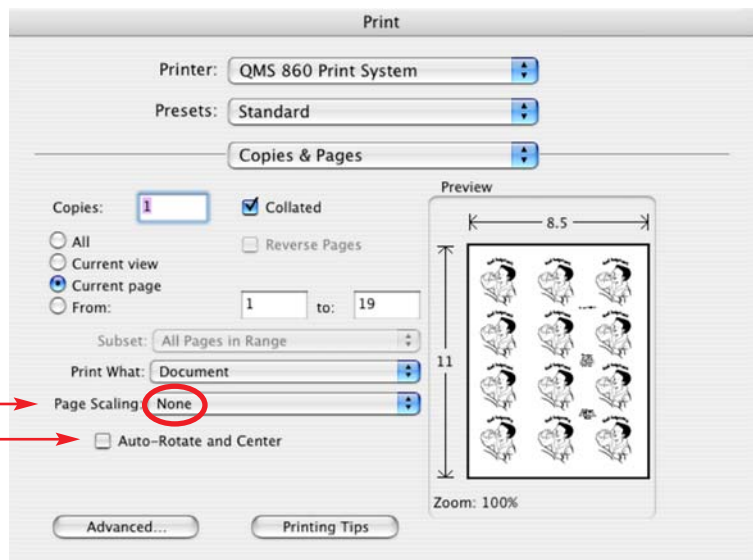 Print
Printer: QMS 860 Print System
Presets: Standard
Copies & Pages
Copies: 1 Collated
All Reverse Pages
Current view
Current page
From: 1 to: 19
Subset: All Pages in Range
Print What: Document
Page Scaling: None
Auto-Rotate and Center
Advanced... Printing Tips
Preview
8.5
11
Zoom: 100%